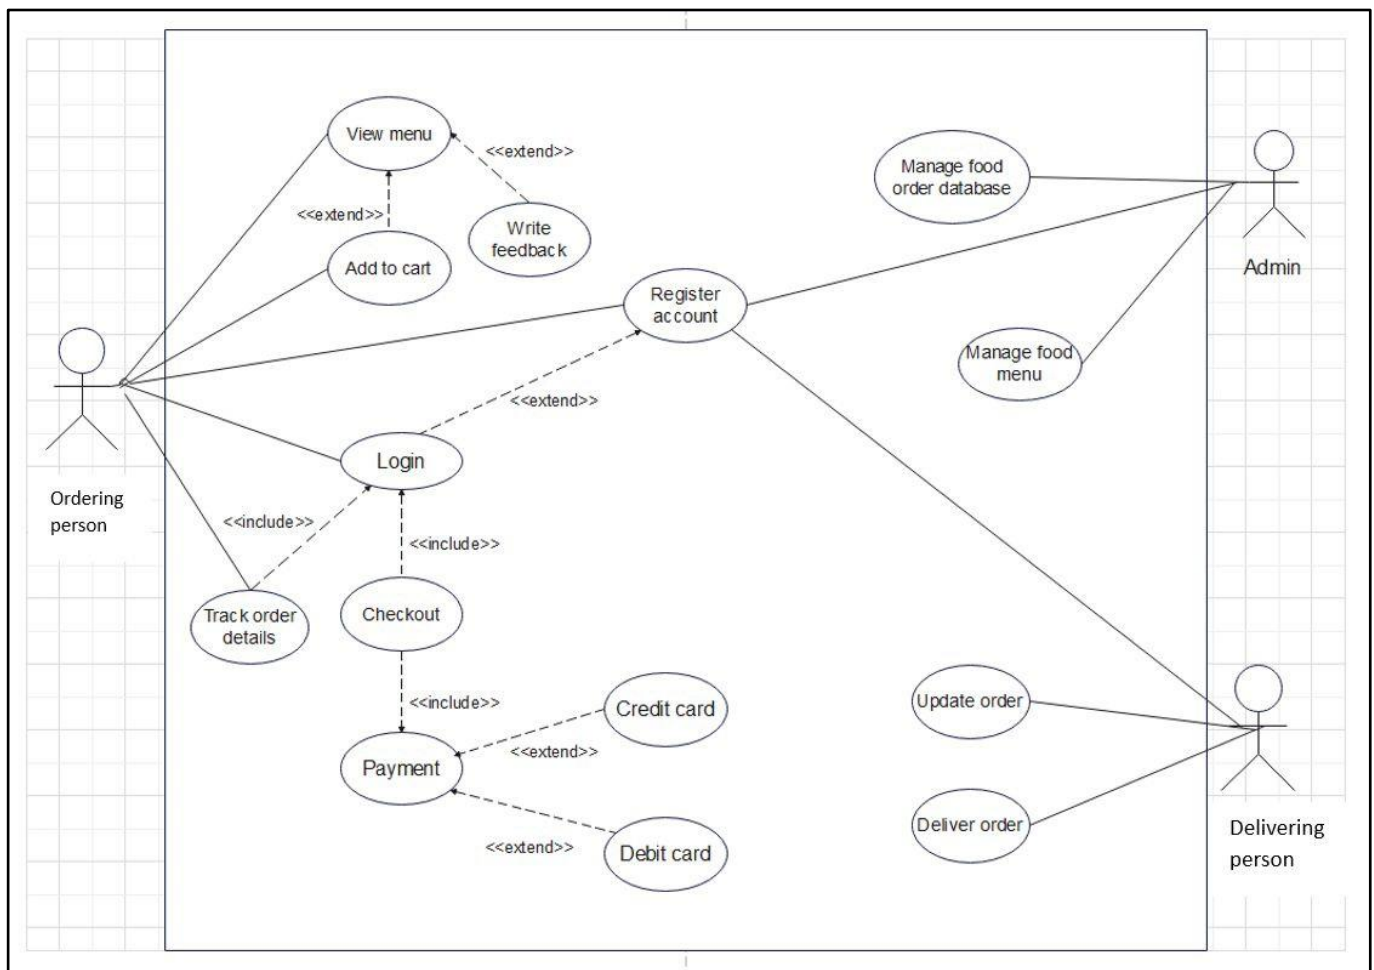 View menu
<<extend>>
Manage food
order database
<<extend>>
Write
feedback
Add to cart
Admin
Register
account
Manage food
menu
<<extend>>
Login
Ordering
person
<<include>>
<<include>>
Track order
details
Checkout
<<include>>
Credit card
Update order
<<extend>>
Payment
Deliver order
Delivering
person
<<extend>>
Debit card